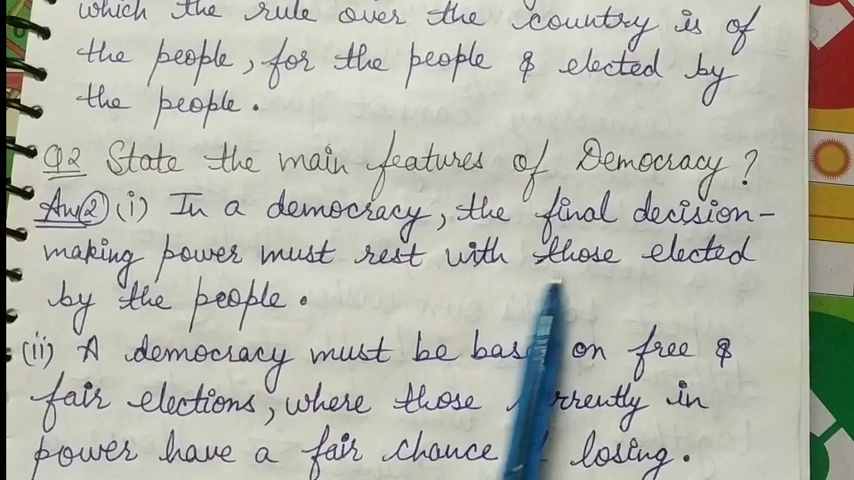 which the rule over the country is of
the people, for the people & elected by
the people.
Q2 State the main features of Democracy?
Ans② (i) In a democracy, the final decision-
making power must rest with those elected
by the people.
(ii) A democracy must be bas on free &
fair elections, where those rrently in
power have a fair chance losing.